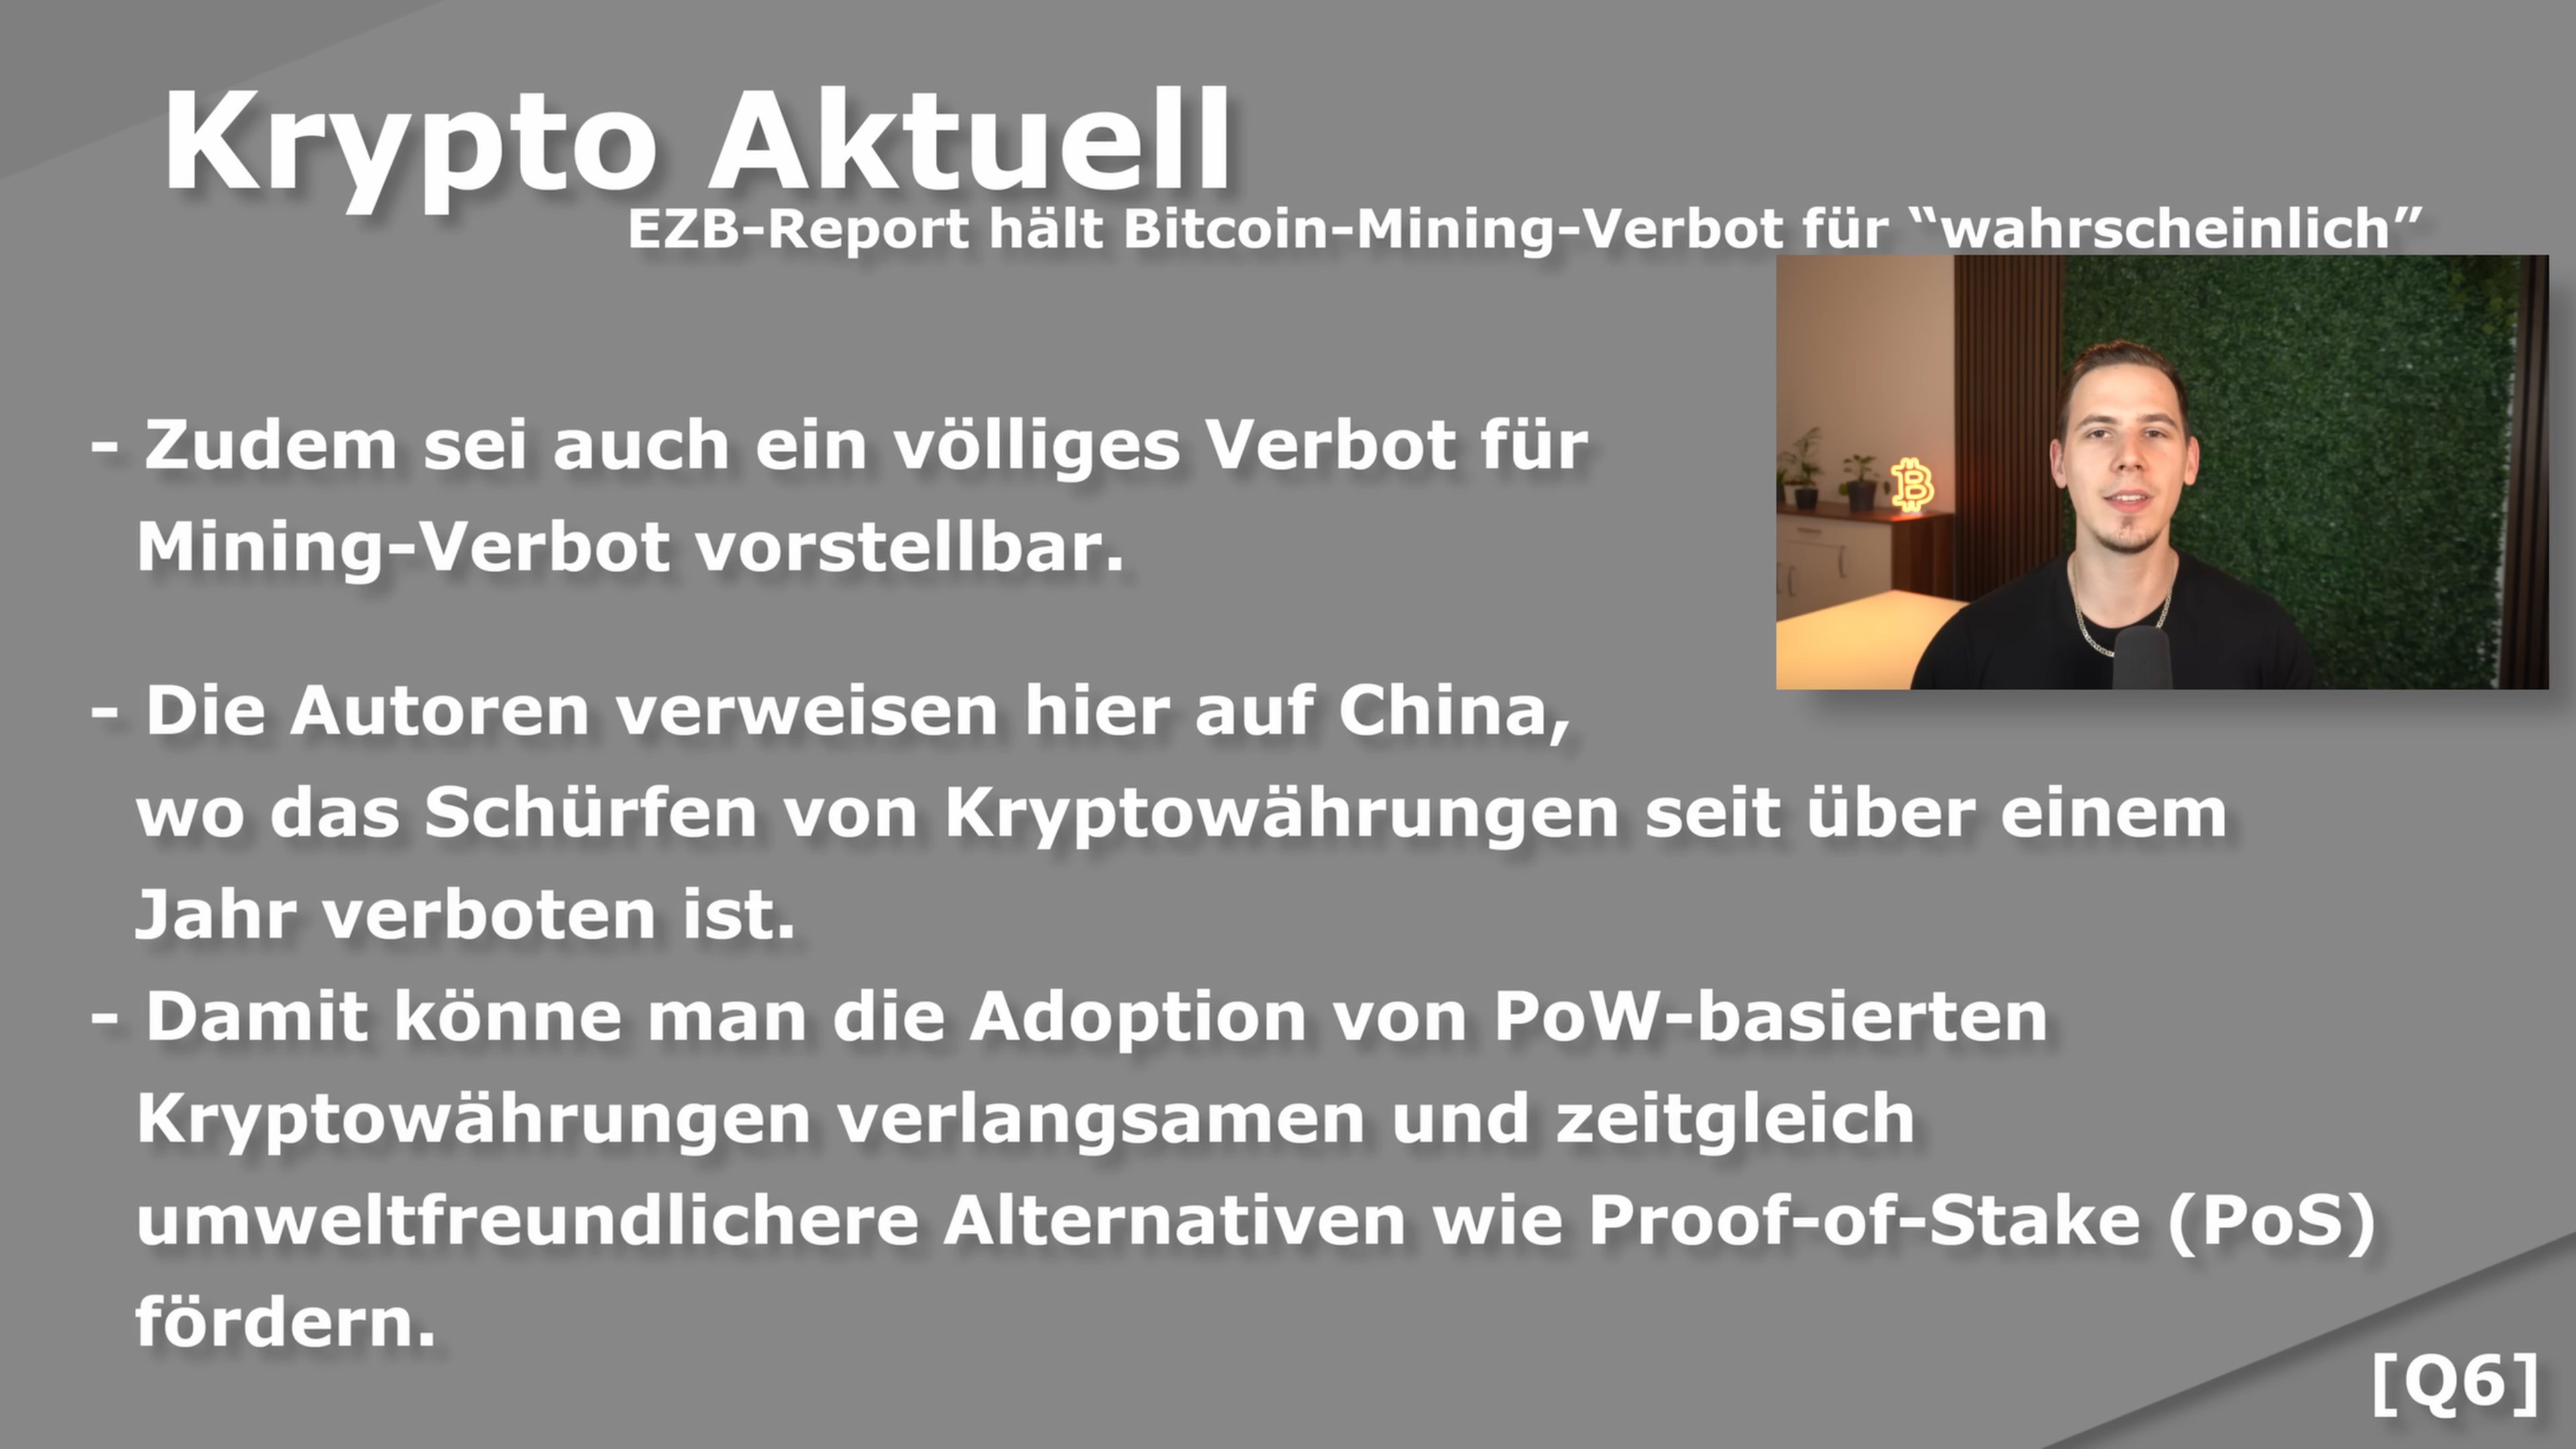 Krypto Aktuell
EZB-Report hält Bitcoin-Mining-Verbot für “wahrscheinlich”
- Zudem sei auch ein völliges Verbot für
Mining-Verbot vorstellbar.
- Die Autoren verweisen hier auf China,
wo das Schürfen von Kryptowährungen seit über einem
Jahr verboten ist.
- Damit könne man die Adoption von PoW-basierten
Kryptowährungen verlangsamen und zeitgleich
umweltfreundlichere Alternativen wie Proof-of-Stake (PoS)
fördern.
[Q6]